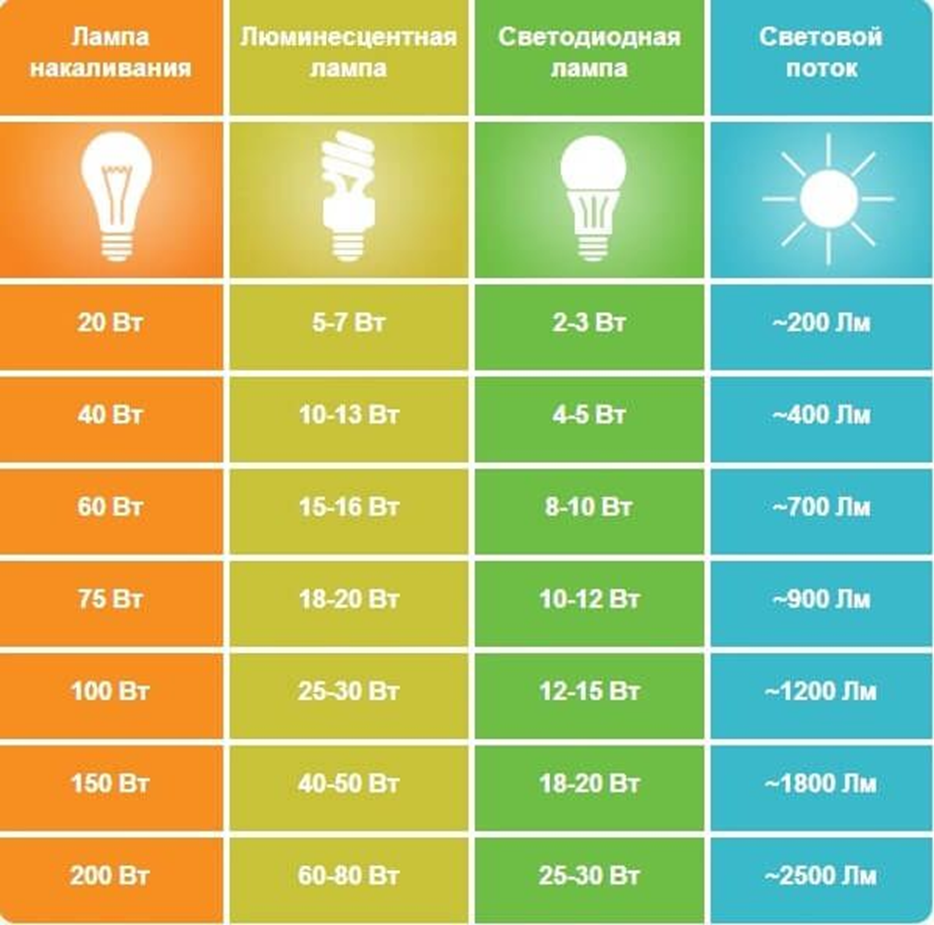 Лампа
накаливания
Люминесцентная
лампа
Светодиодная
лампа
Световой
поток
20 Вт
5-7 Вт
2-3 Вт
~200 Лм
40 Вт
10-13 Вт
4-5 Вт
~400 Лм
60 Вт
15-16 Вт
8-10 Вт
~700 Лм
75 Вт
18-20 Вт
10-12 Вт
~900 Лм
100 Вт
25-30 Вт
12-15 Вт
~1200 Лм
150 Вт
40-50 Вт
18-20 Вт
~1800 Лм
200 Вт
60-80 Вт
25-30 Вт
~2500 Лм